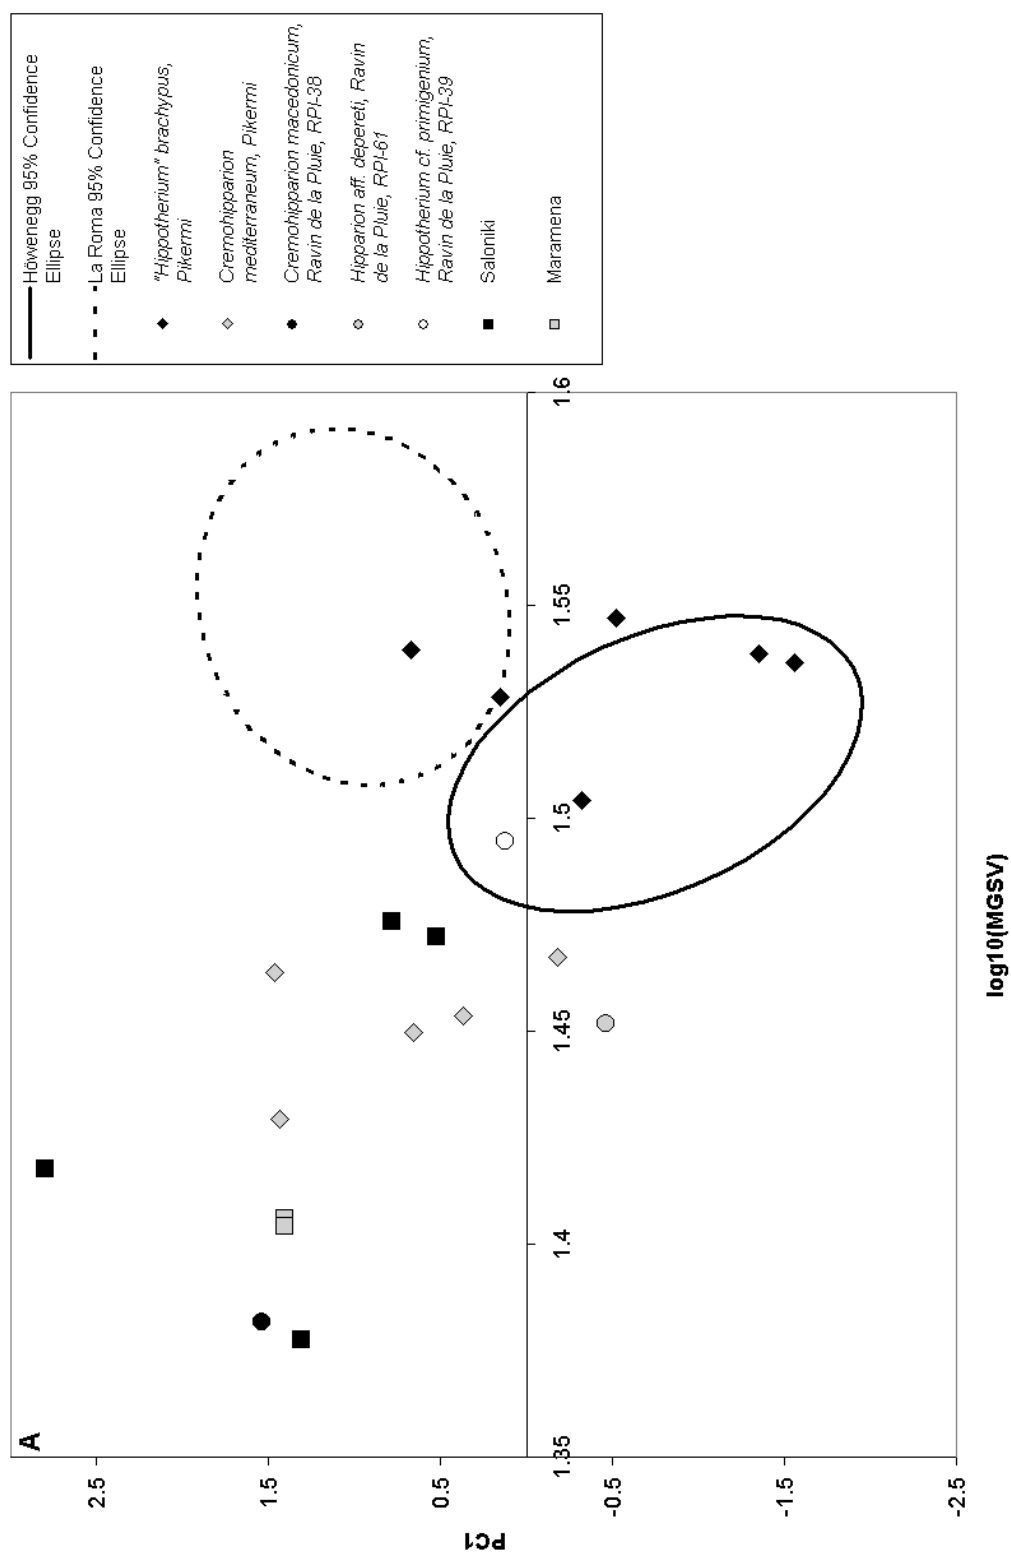 A
PC1
2.5
1.5
0.5
-0.5
-1.5
-2.5
1.35
1.4
1.45
1.5
1.55
1.6
log10(MGSV)
Höwenegg 95% Confidence
Ellipse
La Roma 95% Confidence
Ellipse
"Hippotherium" brachypus,
Pikermi
Cremohipparion
mediterraneum, Pikermi
Cremohipparion macedonicum,
Ravin de la Pluie, RPI-38
Hipparion aff. depereti, Ravin
de la Pluie, RPI-61
Hippotherium cf. primigenium,
Ravin de la Pluie, RPI-39
Saloniki
Maramena